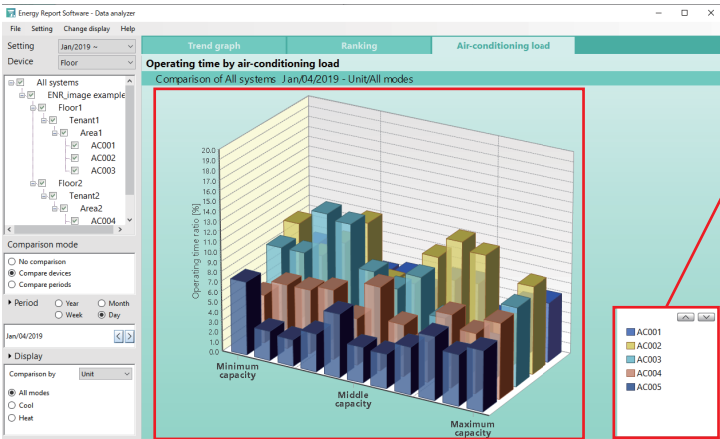 Energy Report Software - Data analyzer
File Setting Change display Help
Setting Jan/2019 ~
Device Floor
All systems
ENR_image example
Floor1
Tenant1
Area1
AC001
AC002
AC003
Floor2
Tenant2
Area2
AC004
Comparison mode
No comparison
Compare devices
Compare periods
Period Year Month
Week Day
Jan/04/2019 < >
Display
Comparison by Unit
All modes
Cool
Heat
Trend graph Ranking Air-conditioning load
Operating time by air-conditioning load
Comparison of All systems Jan/04/2019 - Unit/All modes
Operating time ratio [%]
20.0
19.0
18.0
17.0
16.0
15.0
14.0
13.0
12.0
11.0
10.0
9.0
8.0
7.0
6.0
5.0
4.0
3.0
2.0
1.0
0.0
Minimum
capacity
Middle
capacity
Maximum
capacity
AC001
AC002
AC003
AC004
AC005